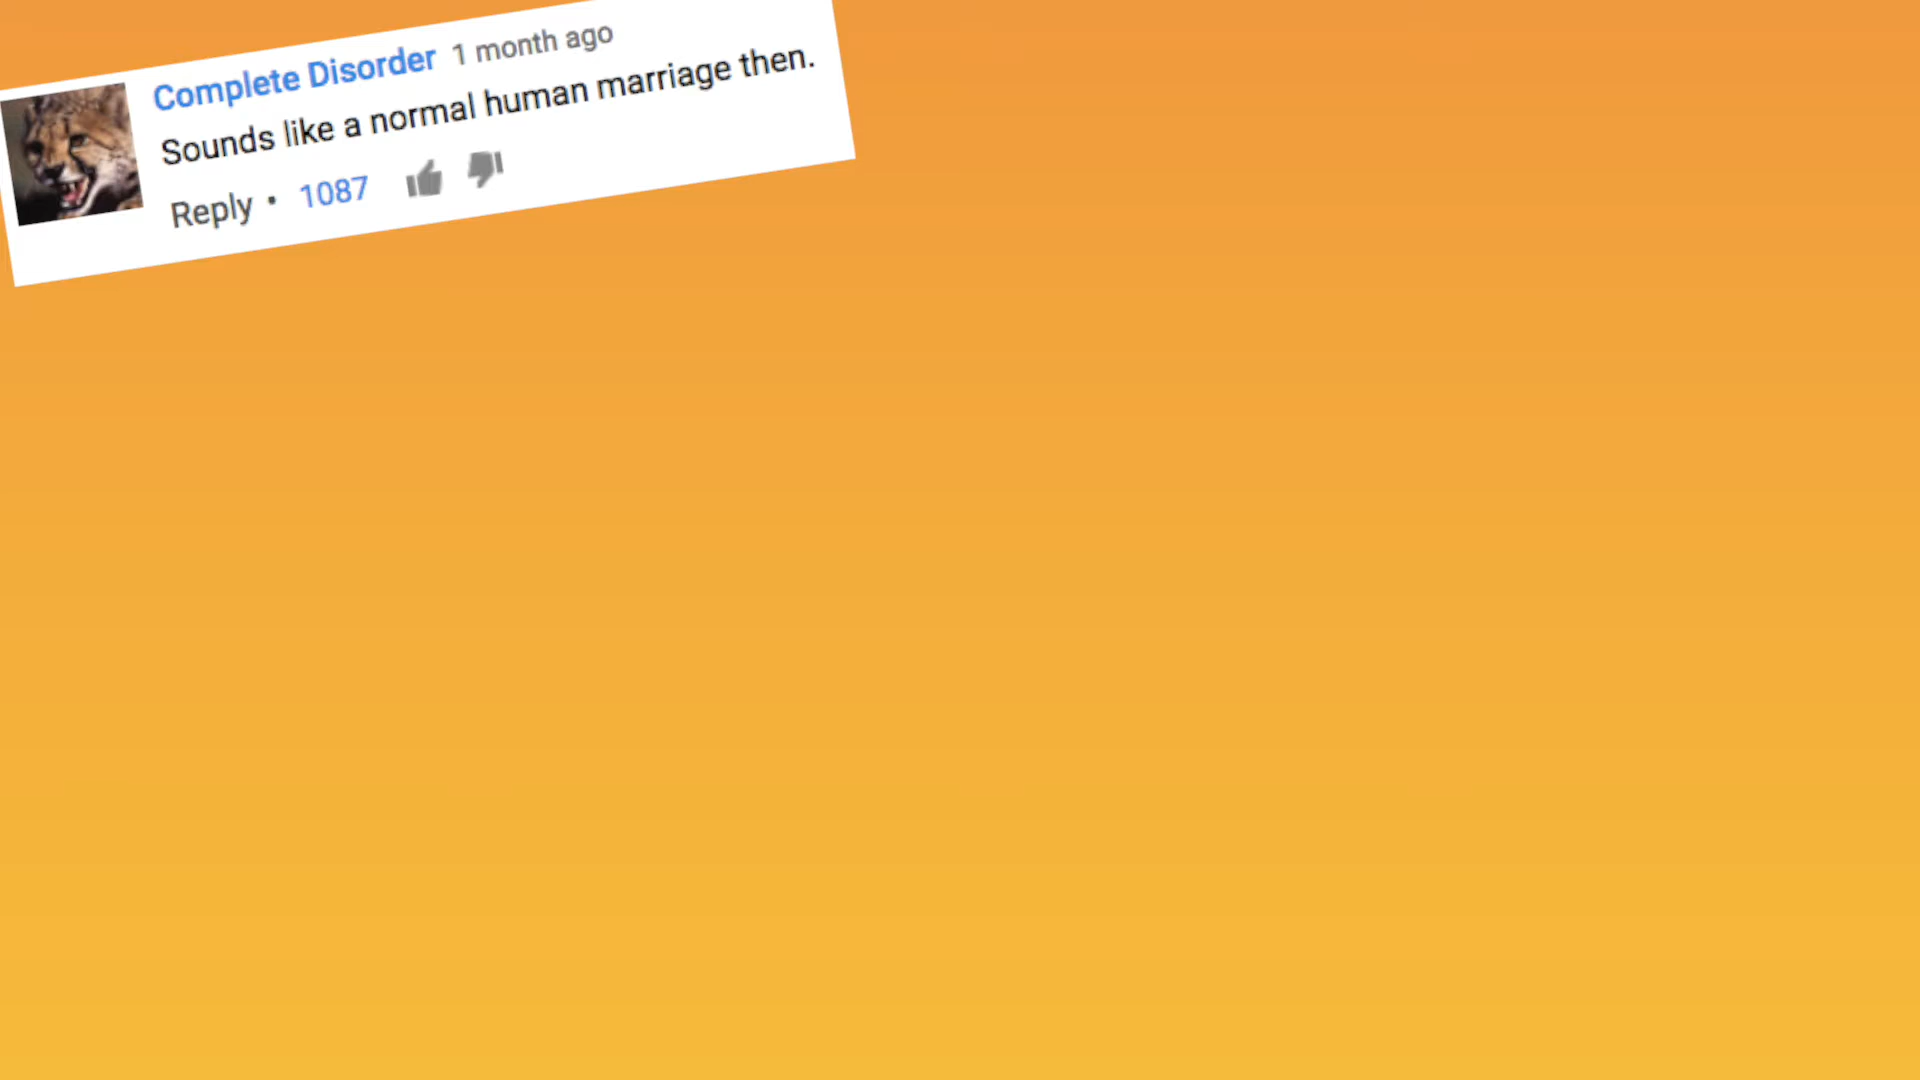 Complete Disorder 1 month ago
Sounds like a normal human marriage then.
Reply • 1087